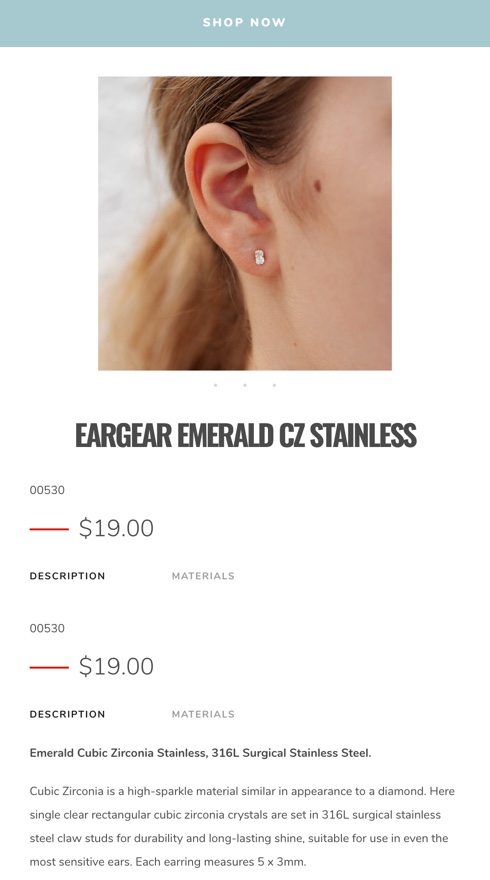 SHOP NOW
EARGEAR EMERALD CZ STAINLESS
00530
$19.00
DESCRIPTION MATERIALS
00530
$19.00
DESCRIPTION MATERIALS
Emerald Cubic Zirconia Stainless, 316L Surgical Stainless Steel.
Cubic Zirconia is a high-sparkle material similar in appearance to a diamond. Here
single clear rectangular cubic zirconia crystals are set in 316L surgical stainless
steel claw studs for durability and long-lasting shine, suitable for use in even the
most sensitive ears. Each earring measures 5 x 3mm.